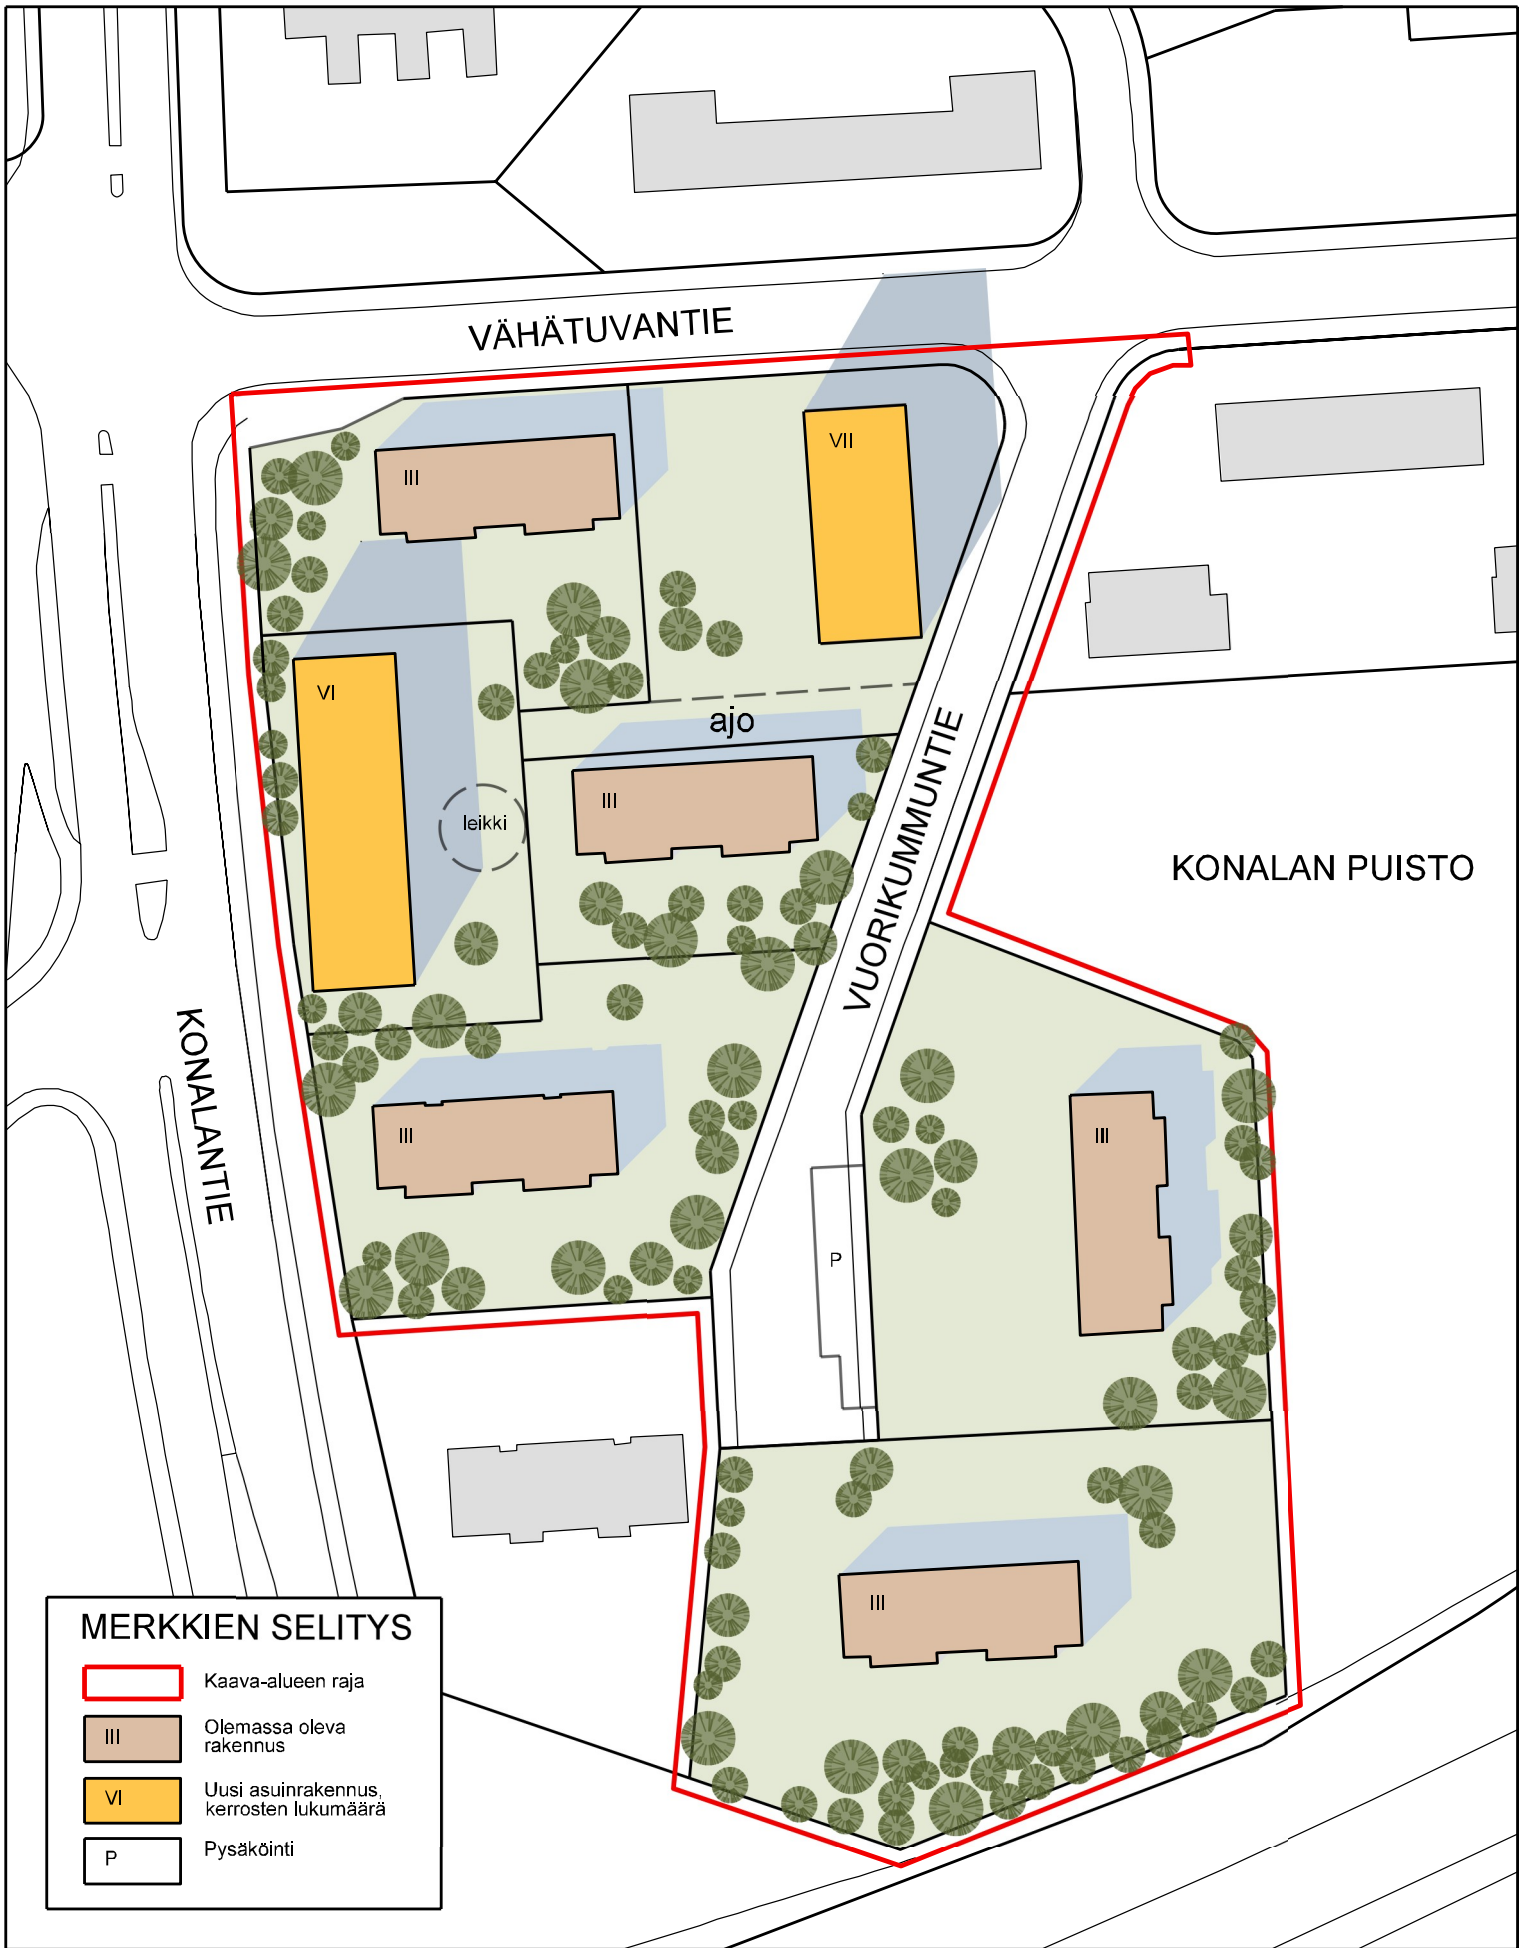 VÄHÄTUVANTIE
III
VII
VI
ajo
III
leikki
VUORIKUMMUNTIE
KONALAN PUISTO
KONALANTIE
III
III
P
III
MERKKIEN SELITYS
Kaava-alueen raja
III
Olemassa oleva
rakennus
VI
Uusi asuinrakennus,
kerrosten lukumäärä
P
Pysäköinti